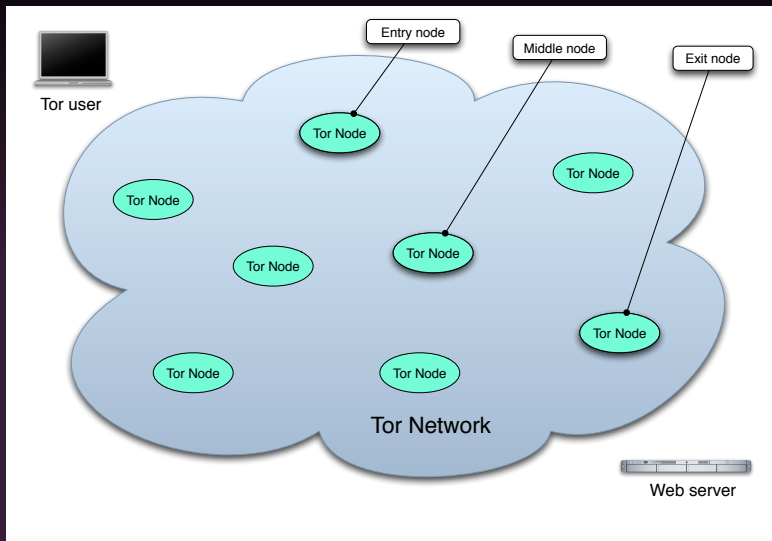 Entry node
Middle node
Exit node
Tor user
Tor Node
Tor Node
Tor Node
Tor Node
Tor Node
Tor Node
Tor Node
Tor Node
Tor Network
Web server